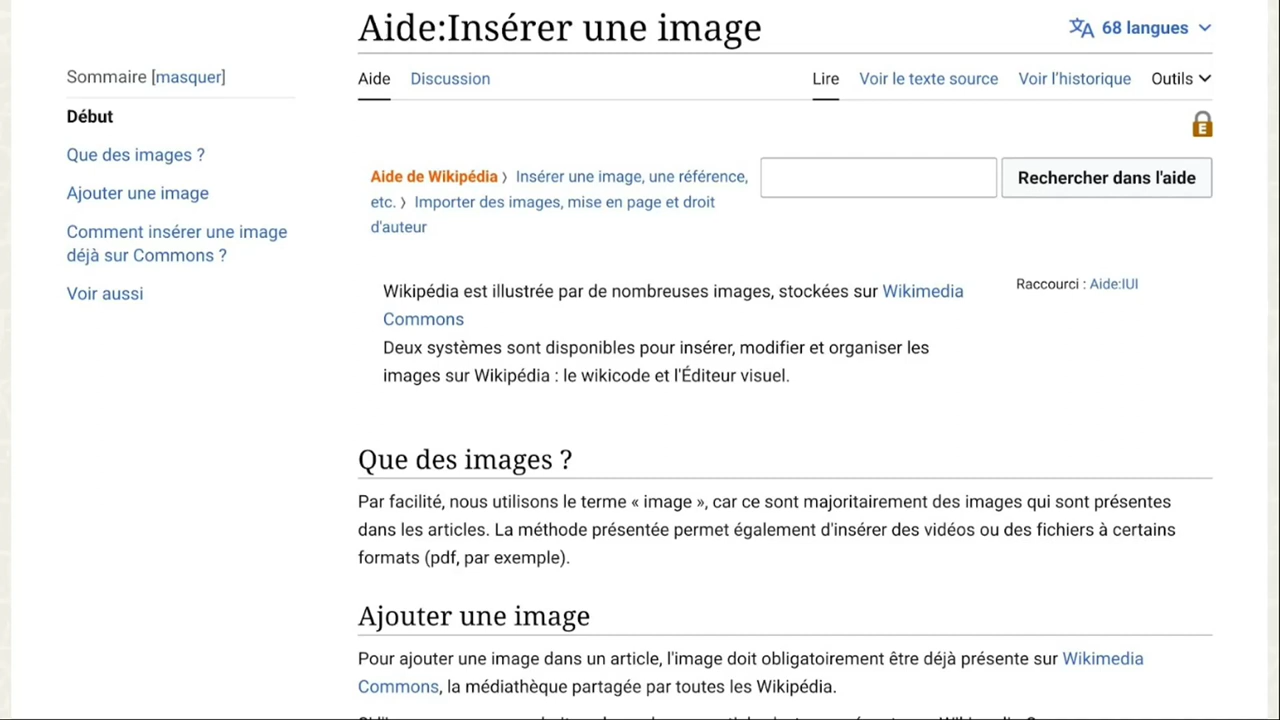 Aide:Insérer une image
68 langues
Sommaire [masquer]
Début
Que des images ?
Ajouter une image
Comment insérer une image
déjà sur Commons ?
Voir aussi
Aide Discussion Lire Voir le texte source Voir l'historique Outils
E
Aide de Wikipédia › Insérer une image, une référence,
etc. › Importer des images, mise en page et droit
d'auteur
Rechercher dans l'aide
Wikipédia est illustrée par de nombreuses images, stockées sur Wikimedia
Commons
Raccourci : Aide:IUI
Deux systèmes sont disponibles pour insérer, modifier et organiser les
images sur Wikipédia : le wikicode et l'Éditeur visuel.
Que des images ?
Par facilité, nous utilisons le terme « image », car ce sont majoritairement des images qui sont présentes
dans les articles. La méthode présentée permet également d'insérer des vidéos ou des fichiers à certains
formats (pdf, par exemple).
Ajouter une image
Pour ajouter une image dans un article, l'image doit obligatoirement être déjà présente sur Wikimedia
Commons, la médiathèque partagée par toutes les Wikipédia.